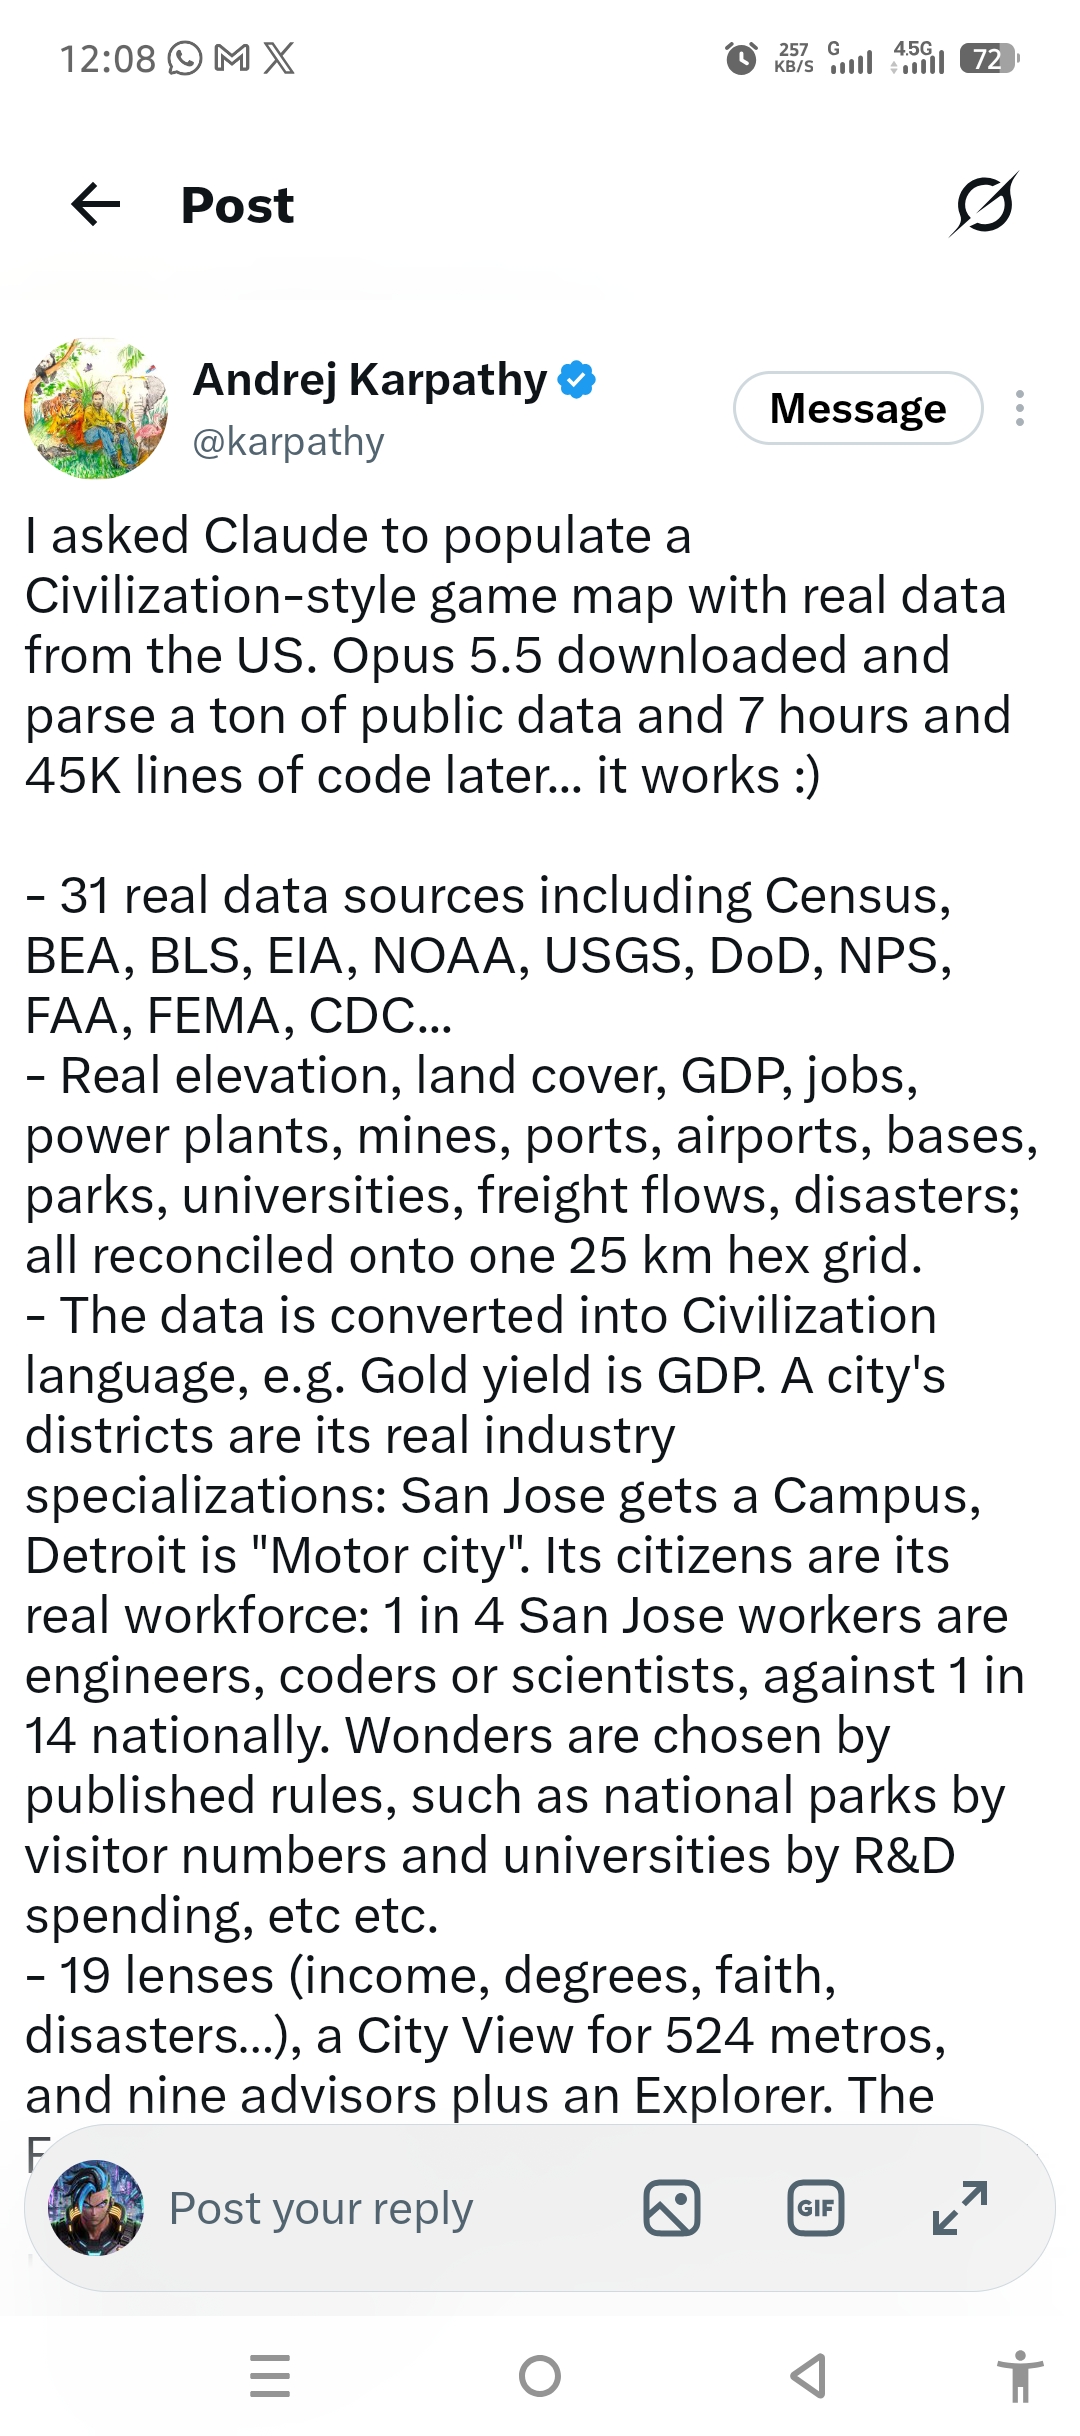 12:08
257
KB/S
G
4.5G
72
Post
Andrej Karpathy
@karpathy
Message
I asked Claude to populate a
Civilization-style game map with real data
from the US. Opus 5.5 downloaded and
parse a ton of public data and 7 hours and
45K lines of code later... it works :)
- 31 real data sources including Census,
BEA, BLS, EIA, NOAA, USGS, DoD, NPS,
FAA, FEMA, CDC...
- Real elevation, land cover, GDP, jobs,
power plants, mines, ports, airports, bases,
parks, universities, freight flows, disasters;
all reconciled onto one 25 km hex grid.
- The data is converted into Civilization
language, e.g. Gold yield is GDP. A city's
districts are its real industry
specializations: San Jose gets a Campus,
Detroit is "Motor city". Its citizens are its
real workforce: 1 in 4 San Jose workers are
engineers, coders or scientists, against 1 in
14 nationally. Wonders are chosen by
published rules, such as national parks by
visitor numbers and universities by R&D
spending, etc etc.
- 19 lenses (income, degrees, faith,
disasters...), a City View for 524 metros,
and nine advisors plus an Explorer. The
Post your reply
GIF